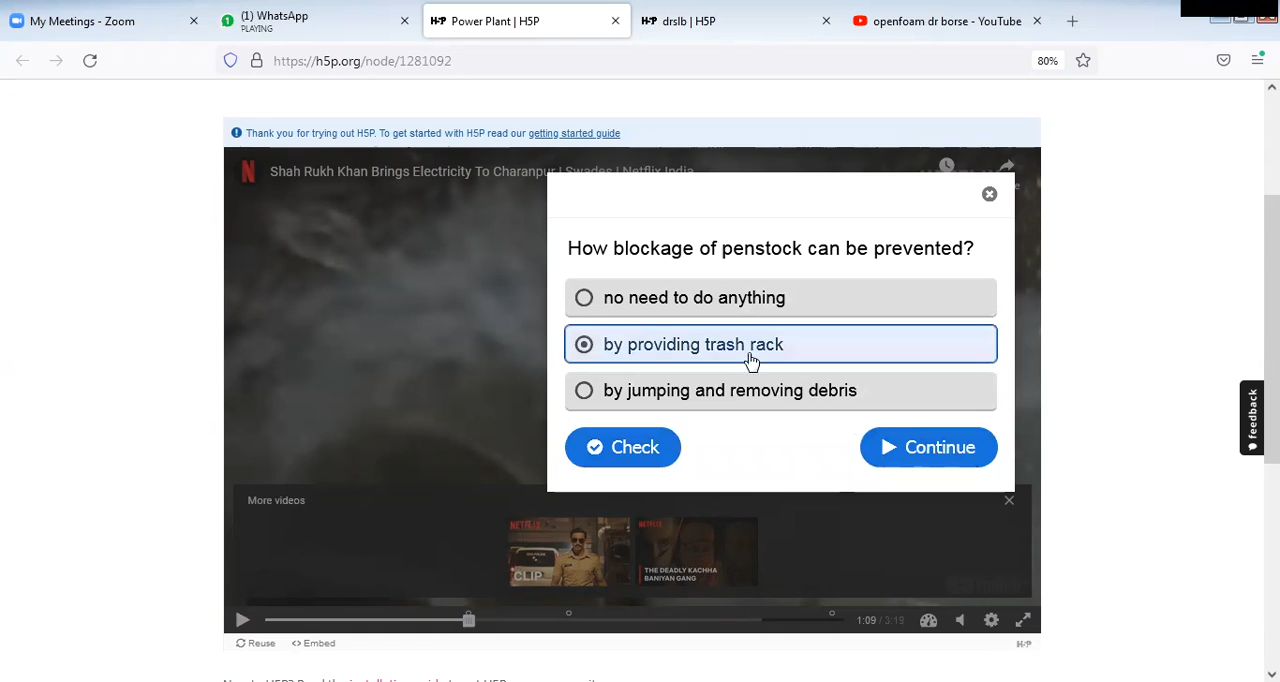 My Meetings - Zoom
(1) WhatsApp
PLAYING
H-P Power Plant | H5P
H-P drslb | H5P
openfoam dr borse - YouTube
https://h5p.org/node/1281092
80%
Thank you for trying out H5P. To get started with H5P read our getting started guide
N Shah Rukh Khan Brings Electricity To Charanpur | Swades | Netflix India
How blockage of penstock can be prevented?
no need to do anything
by providing trash rack
by jumping and removing debris
Check
Continue
feedback
More videos
NETFLIX
CLIP
NETFLIX
THE DEADLY KACHHA
BANIYAN GANG
1:09 / 3:19
Reuse
<> Embed
H-P